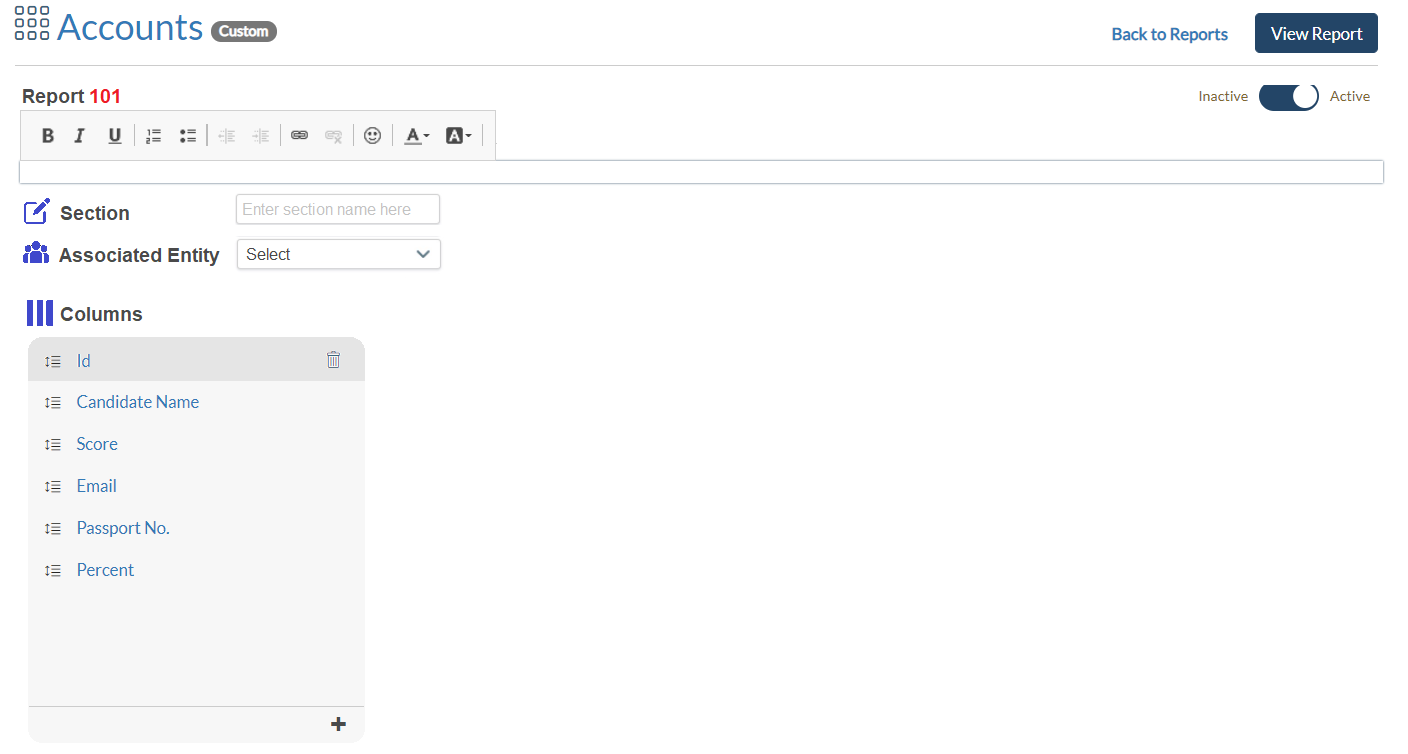 Accounts Custom
Back to Reports
View Report
Report 101
Inactive
Active
B I U
A
A
Section
Enter section name here
Associated Entity
Select
Columns
Id
Candidate Name
Score
Email
Passport No.
Percent